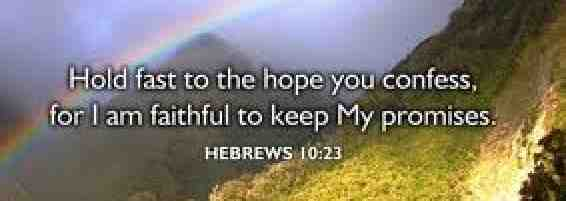 Hold fast to the hope you confess,
for I am faithful to keep My promises.
HEBREWS 10:23